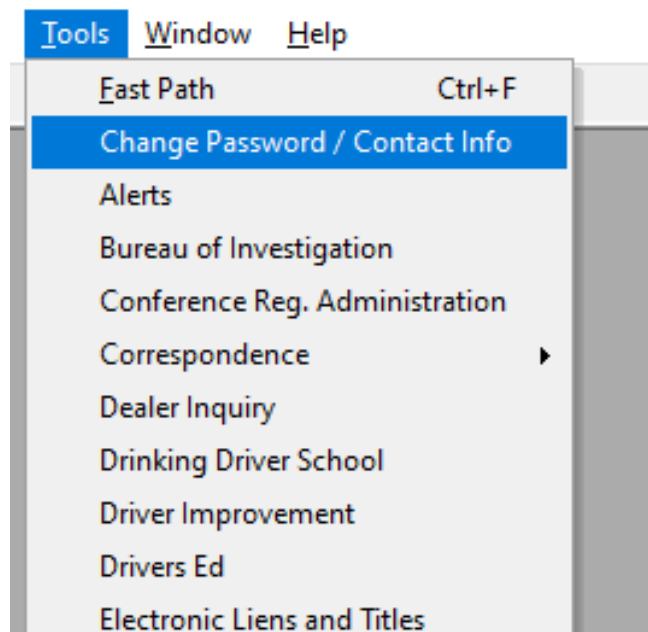 Tools Window Help
Fast Path Ctrl+F
Change Password / Contact Info
Alerts
Bureau of Investigation
Conference Reg. Administration
Correspondence
Dealer Inquiry
Drinking Driver School
Driver Improvement
Drivers Ed
Electronic Liens and Titles